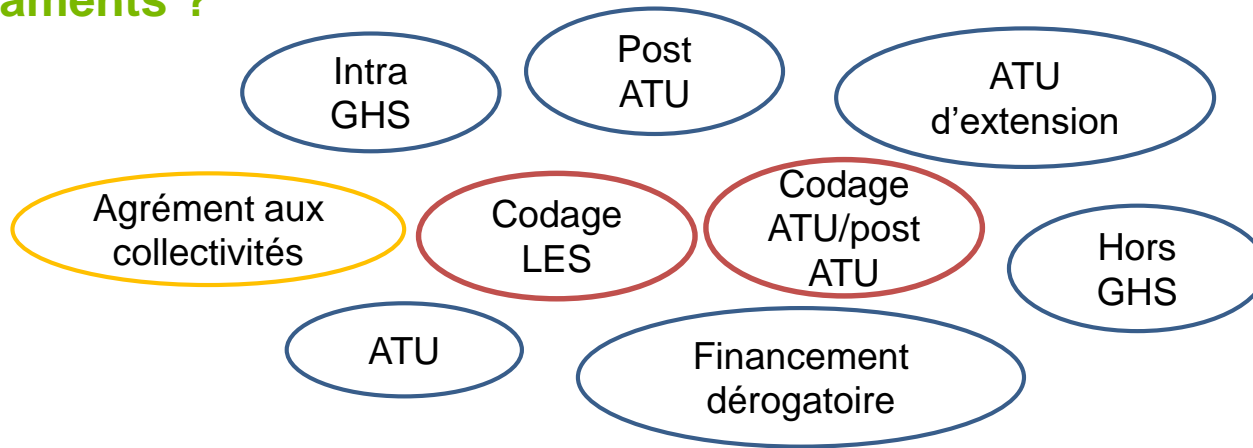 aments ?
Intra
GHS
Post
ATU
ATU
d’extension
Agrément aux
collectivités
Codage
LES
Codage
ATU/post
ATU
Hors
GHS
ATU
Financement
dérogatoire